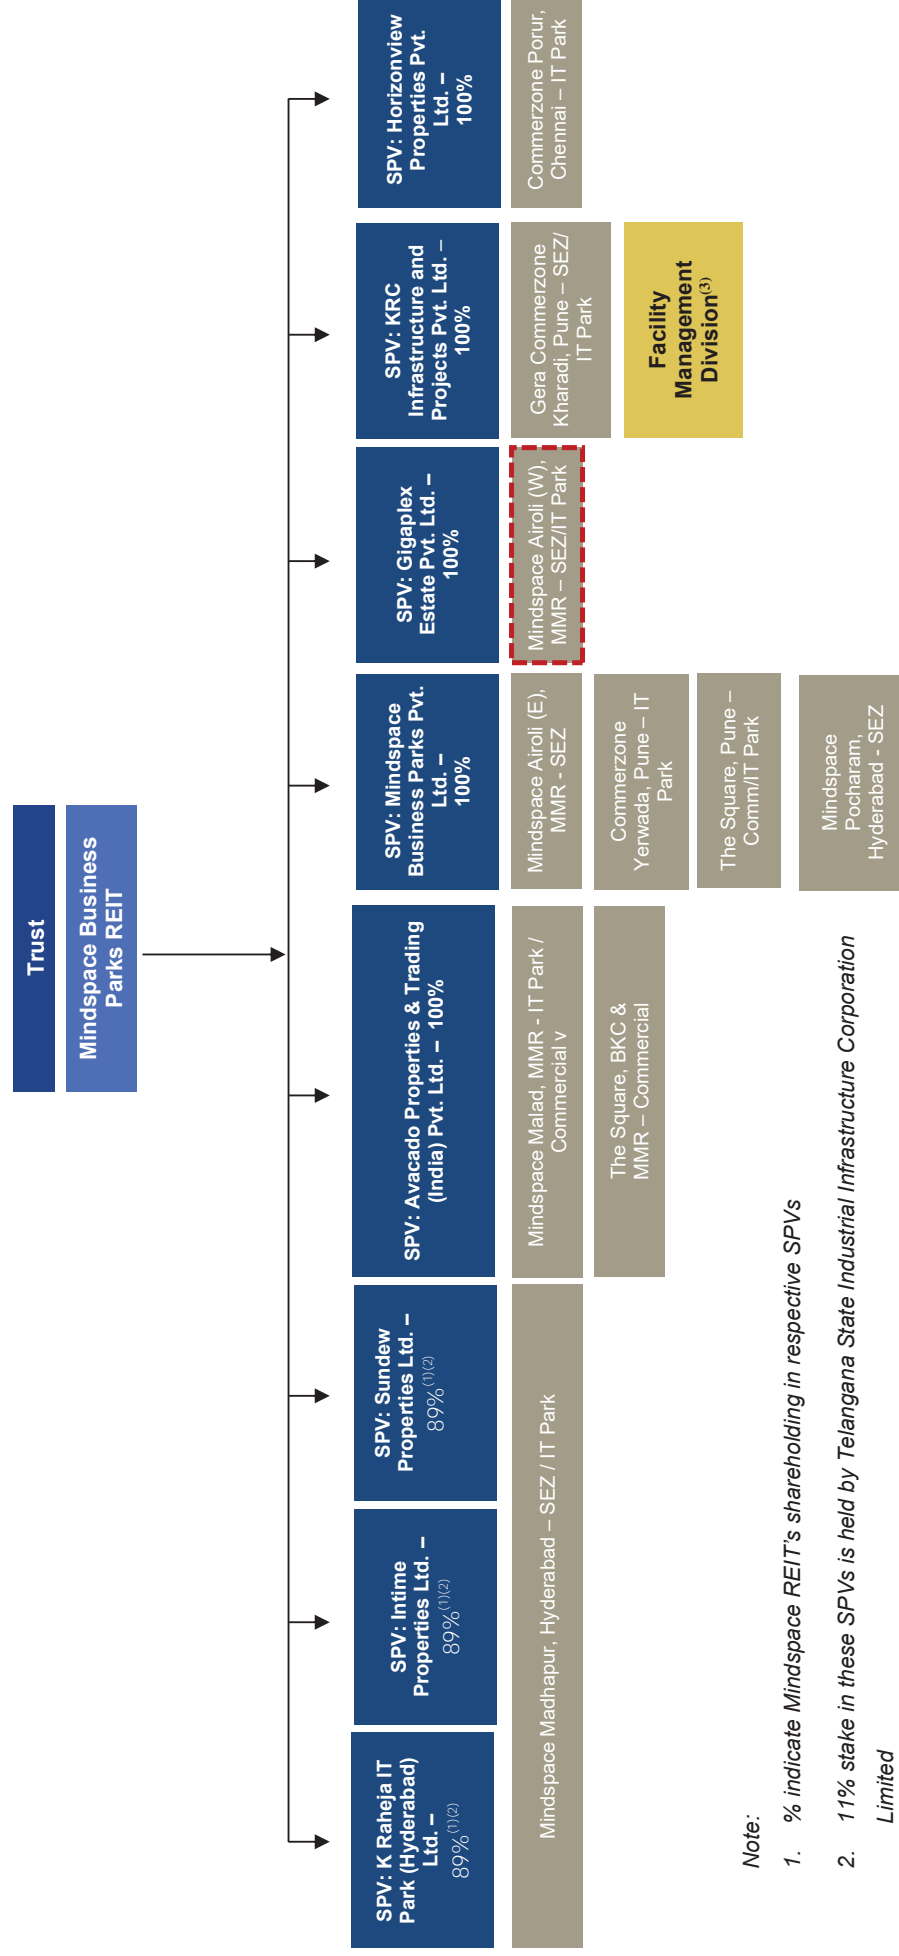 Trust
Mindspace Business
Parks REIT
SPV: K Raheja IT
Park (Hyderabad)
Ltd. –
89%(1)(2)
SPV: Intime
Properties Ltd. –
89%(1)(2)
SPV: Sundew
Properties Ltd. –
89%(1)(2)
SPV: Avacado Properties & Trading
(India) Pvt. Ltd. – 100%
SPV: Mindspace
Business Parks Pvt.
Ltd. –
100%
SPV: Gigaplex
Estate Pvt. Ltd. –
100%
SPV: KRC
Infrastructure and
Projects Pvt. Ltd. –
100%
SPV: Horizonview
Properties Pvt.
Ltd. –
100%
Mindspace Madhapur, Hyderabad – SEZ / IT Park
Mindspace Malad, MMR - IT Park /
Commercial v
The Square, BKC &
MMR – Commercial
Mindspace Airoli (E),
MMR - SEZ
Commerzone
Yerwada, Pune – IT
Park
The Square, Pune –
Comm/IT Park
Mindspace
Pocharam,
Hyderabad - SEZ
Mindspace Airoli (W),
MMR – SEZ/IT Park
Gera Commerzone
Kharadi, Pune – SEZ/
IT Park
Facility
Management
Division(3)
Commerzone Porur,
Chennai – IT Park
Note:
1. % indicate Mindspace REIT's shareholding in respective SPVs
2. 11% stake in these SPVs is held by Telangana State Industrial Infrastructure Corporation
Limited